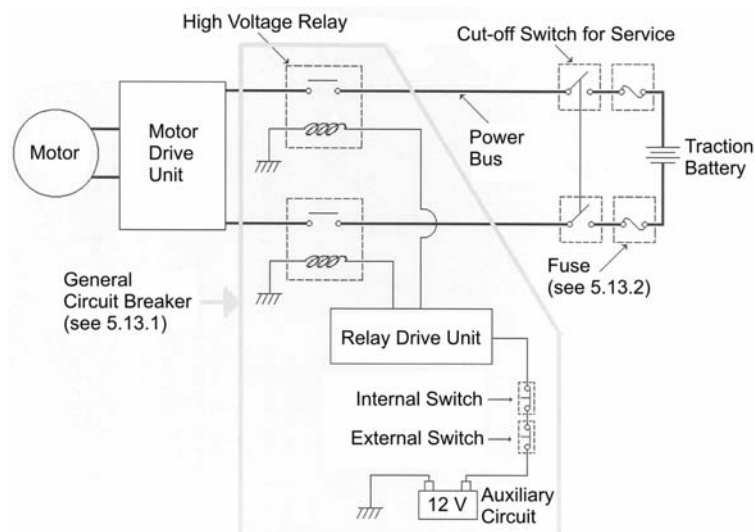 High Voltage Relay
Cut-off Switch for Service
Motor
Motor
Drive
Unit
Power
Bus
Traction
Battery
General
Circuit Breaker
(see 5.13.1)
Fuse
(see 5.13.2)
Relay Drive Unit
Internal Switch
External Switch
12 V
Auxiliary
Circuit